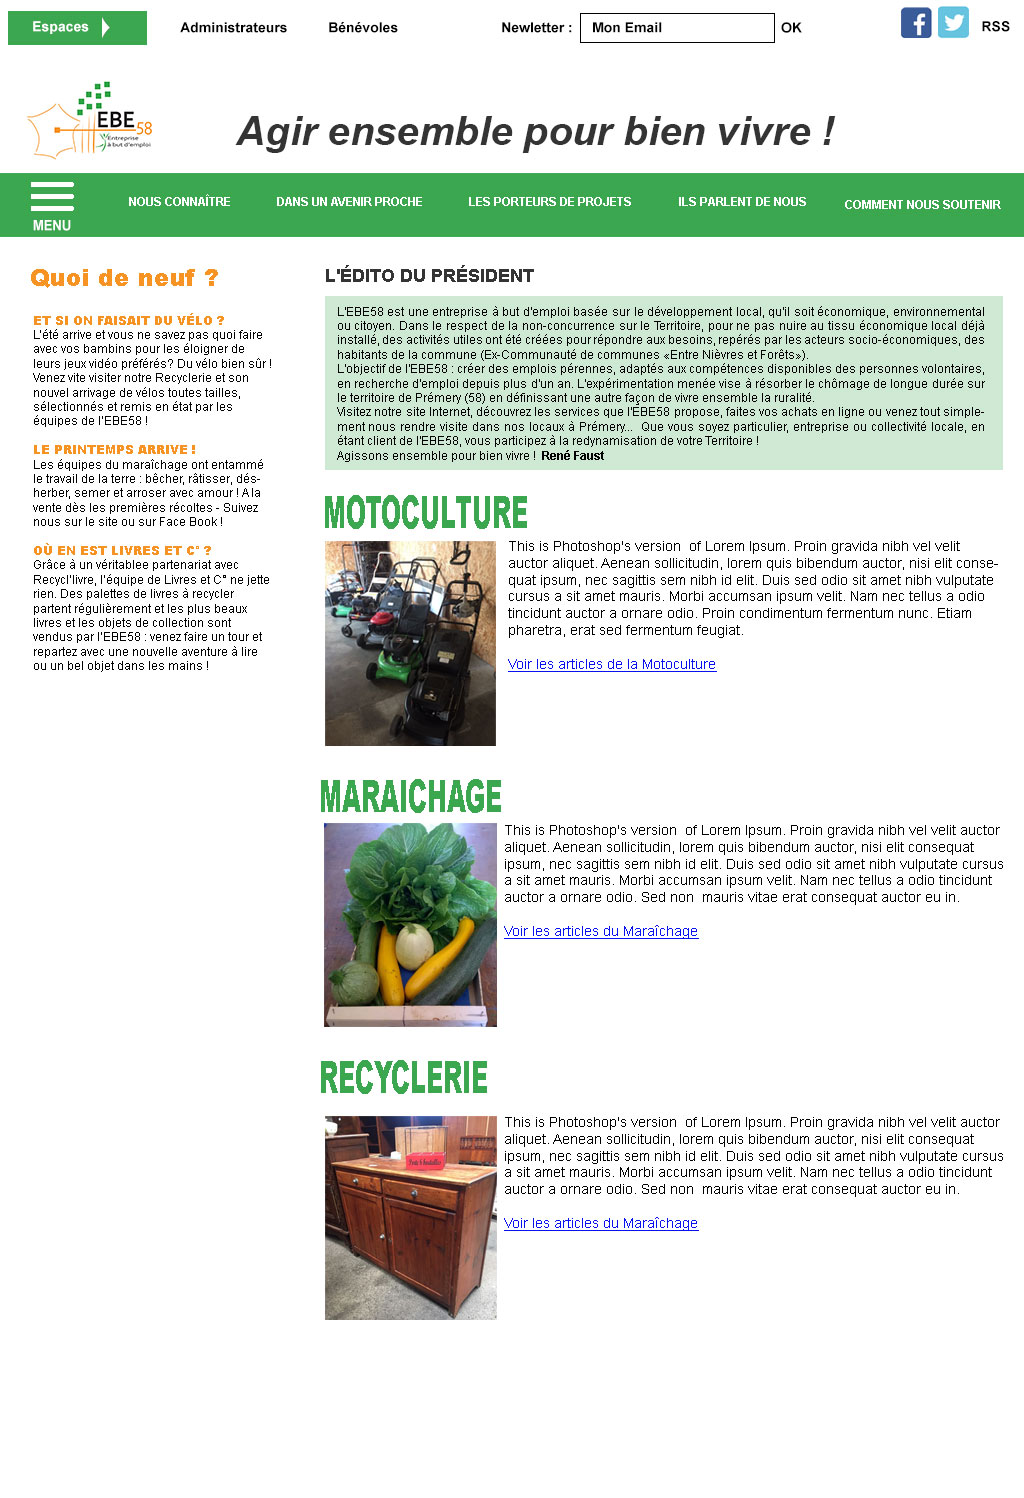 Espaces
Administrateurs
Bénévoles
Newletter :
Mon Email
OK
RSS
EBE58
Entreprise
à but d'emploi
Agir ensemble pour bien vivre !
MENU
NOUS CONNAÎTRE
DANS UN AVENIR PROCHE
LES PORTEURS DE PROJETS
ILS PARLENT DE NOUS
COMMENT NOUS SOUTENIR
Quoi de neuf ?
ET SI ON FAISAIT DU VÉLO ?
L'été arrive et vous ne savez pas quoi faire
avec vos bambins pour les éloigner de
leurs jeux vidéo préférés? Du vélo bien sûr !
Venez vite visiter notre Recyclerie et son
nouvel arrivage de vélos toutes tailles,
sélectionnés et remis en état par les
équipes de l'EBE58 !
LE PRINTEMPS ARRIVE !
Les équipes du maraîchage ont entammé
le travail de la terre : bêcher, râtisser, dés-
herber, semer et arroser avec amour ! A la
vente dès les premières récoltes - Suivez
nous sur le site ou sur Face Book !
OÙ EN EST LIVRES ET C° ?
Grâce à un véritablee partenariat avec
Recycl'livre, l'équipe de Livres et C° ne jette
rien. Des palettes de livres à recycler
partent régulièrement et les plus beaux
livres et les objets de collection sont
vendus par l'EBE58 : venez faire un tour et
repartez avec une nouvelle aventure à lire
ou un bel objet dans les mains !
L'ÉDITO DU PRÉSIDENT
L'EBE58 est une entreprise à but d'emploi basée sur le développement local, qu'il soit économique, environnemental
ou citoyen. Dans le respect de la non-concurrence sur le Territoire, pour ne pas nuire au tissu économique local déjà
installé, des activités utiles ont été créées pour répondre aux besoins, repérés par les acteurs socio-économiques, des
habitants de la commune (Ex-Communauté de communes «Entre Nièvres et Forêts»).
L'objectif de l'EBE58 : créer des emplois pérennes, adaptés aux compétences disponibles des personnes volontaires,
en recherche d'emploi depuis plus d'un an. L'expérimentation menée vise à résorber le chômage de longue durée sur
le territoire de Prémery (58) en définissant une autre façon de vivre ensemble la ruralité.
Visitez notre site Internet, découvrez les services que l'EBE58 propose, faites vos achats en ligne ou venez tout simple-
ment nous rendre visite dans nos locaux à Prémery... Que vous soyez particulier, entreprise ou collectivité locale, en
étant client de l'EBE58, vous participez à la redynamisation de votre Territoire !
Agissons ensemble pour bien vivre ! René Faust
MOTOCULTURE
This is Photoshop's version of Lorem Ipsum. Proin gravida nibh vel velit
auctor aliquet. Aenean sollicitudin, lorem quis bibendum auctor, nisi elit conse-
quat ipsum, nec sagittis sem nibh id elit. Duis sed odio sit amet nibh vulputate
cursus a sit amet mauris. Morbi accumsan ipsum velit. Nam nec tellus a odio
tincidunt auctor a ornare odio. Proin condimentum fermentum nunc. Etiam
pharetra, erat sed fermentum feugiat.
Voir les articles de la Motoculture
MARAICHAGE
This is Photoshop's version of Lorem Ipsum. Proin gravida nibh vel velit auctor
aliquet. Aenean sollicitudin, lorem quis bibendum auctor, nisi elit consequat
ipsum, nec sagittis sem nibh id elit. Duis sed odio sit amet nibh vulputate cursus
a sit amet mauris. Morbi accumsan ipsum velit. Nam nec tellus a odio tincidunt
auctor a ornare odio. Sed non mauris vitae erat consequat auctor eu in.
Voir les articles du Maraîchage
RECYCLERIE
This is Photoshop's version of Lorem Ipsum. Proin gravida nibh vel velit auctor
aliquet. Aenean sollicitudin, lorem quis bibendum auctor, nisi elit consequat
ipsum, nec sagittis sem nibh id elit. Duis sed odio sit amet nibh vulputate cursus
a sit amet mauris. Morbi accumsan ipsum velit. Nam nec tellus a odio tincidunt
auctor a ornare odio. Sed non mauris vitae erat consequat auctor eu in.
Voir les articles du Maraîchage